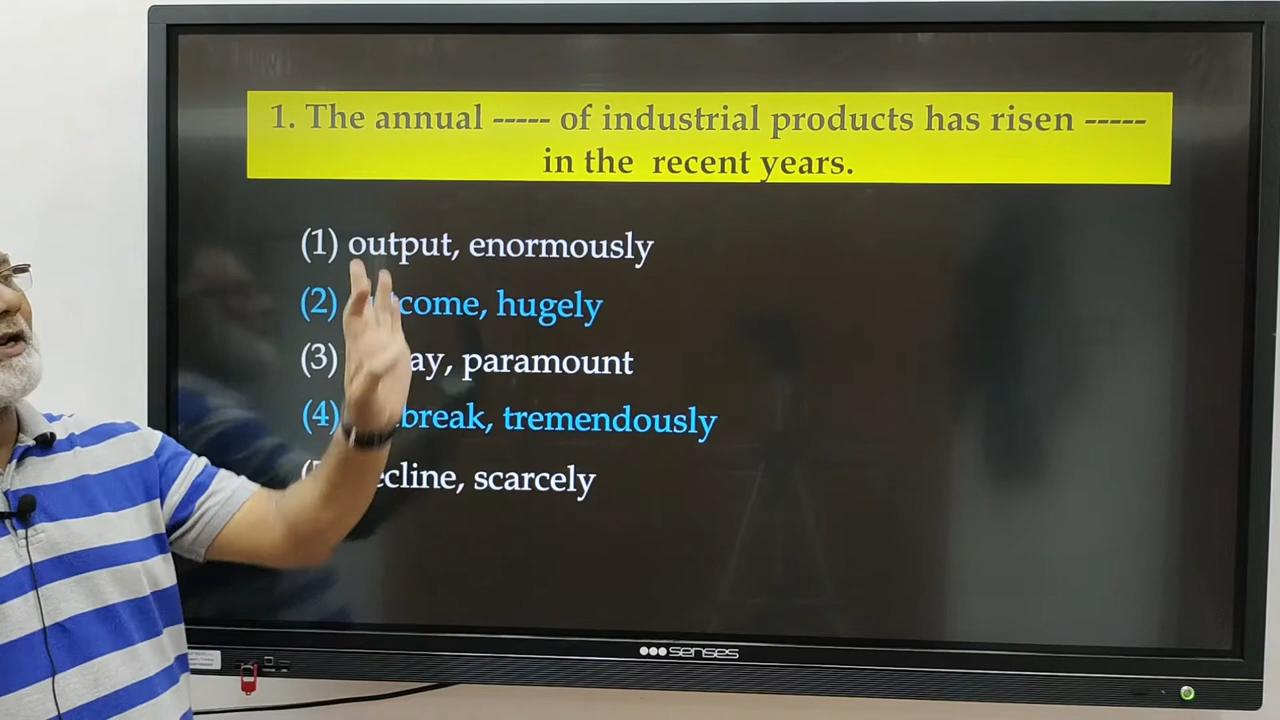 1. The annual ----- of industrial products has risen -----
in the recent years.
(1) output, enormously
(2) hugely
(3) paramount
(4) tremendously
scarcely
senses